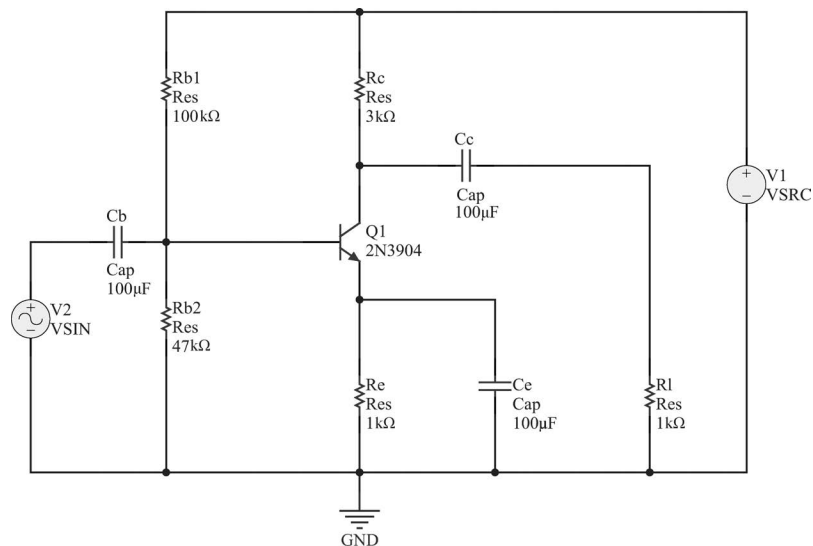 Rb1
Res
100kΩ
Rc
Res
3kΩ
Cc
Cap
100μF
V1
VSRC
Cb
Cap
100μF
Q1
2N3904
V2
VSIN
Rb2
Res
47kΩ
Re
Res
1kΩ
Ce
Cap
100μF
Rl
Res
1kΩ
GND